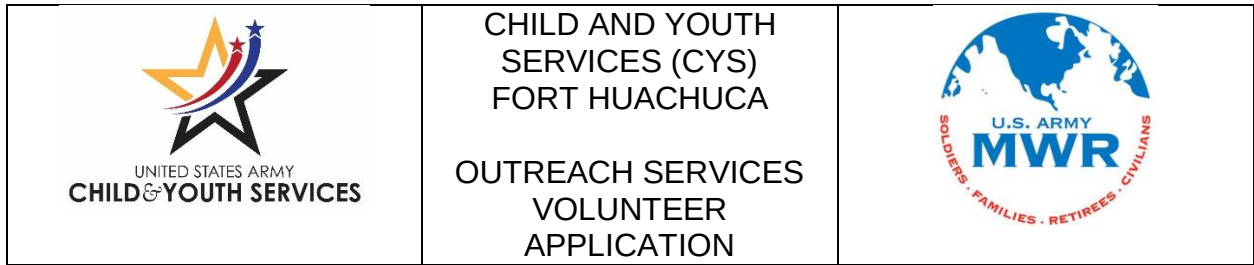 UNITED STATES ARMY
CHILD & YOUTH SERVICES
CHILD AND YOUTH
SERVICES (CYS)
FORT HUACHUCA
OUTREACH SERVICES
VOLUNTEER
APPLICATION
U.S. ARMY
MWR
SOLDIERS · FAMILIES · RETIREES · CIVILIANS